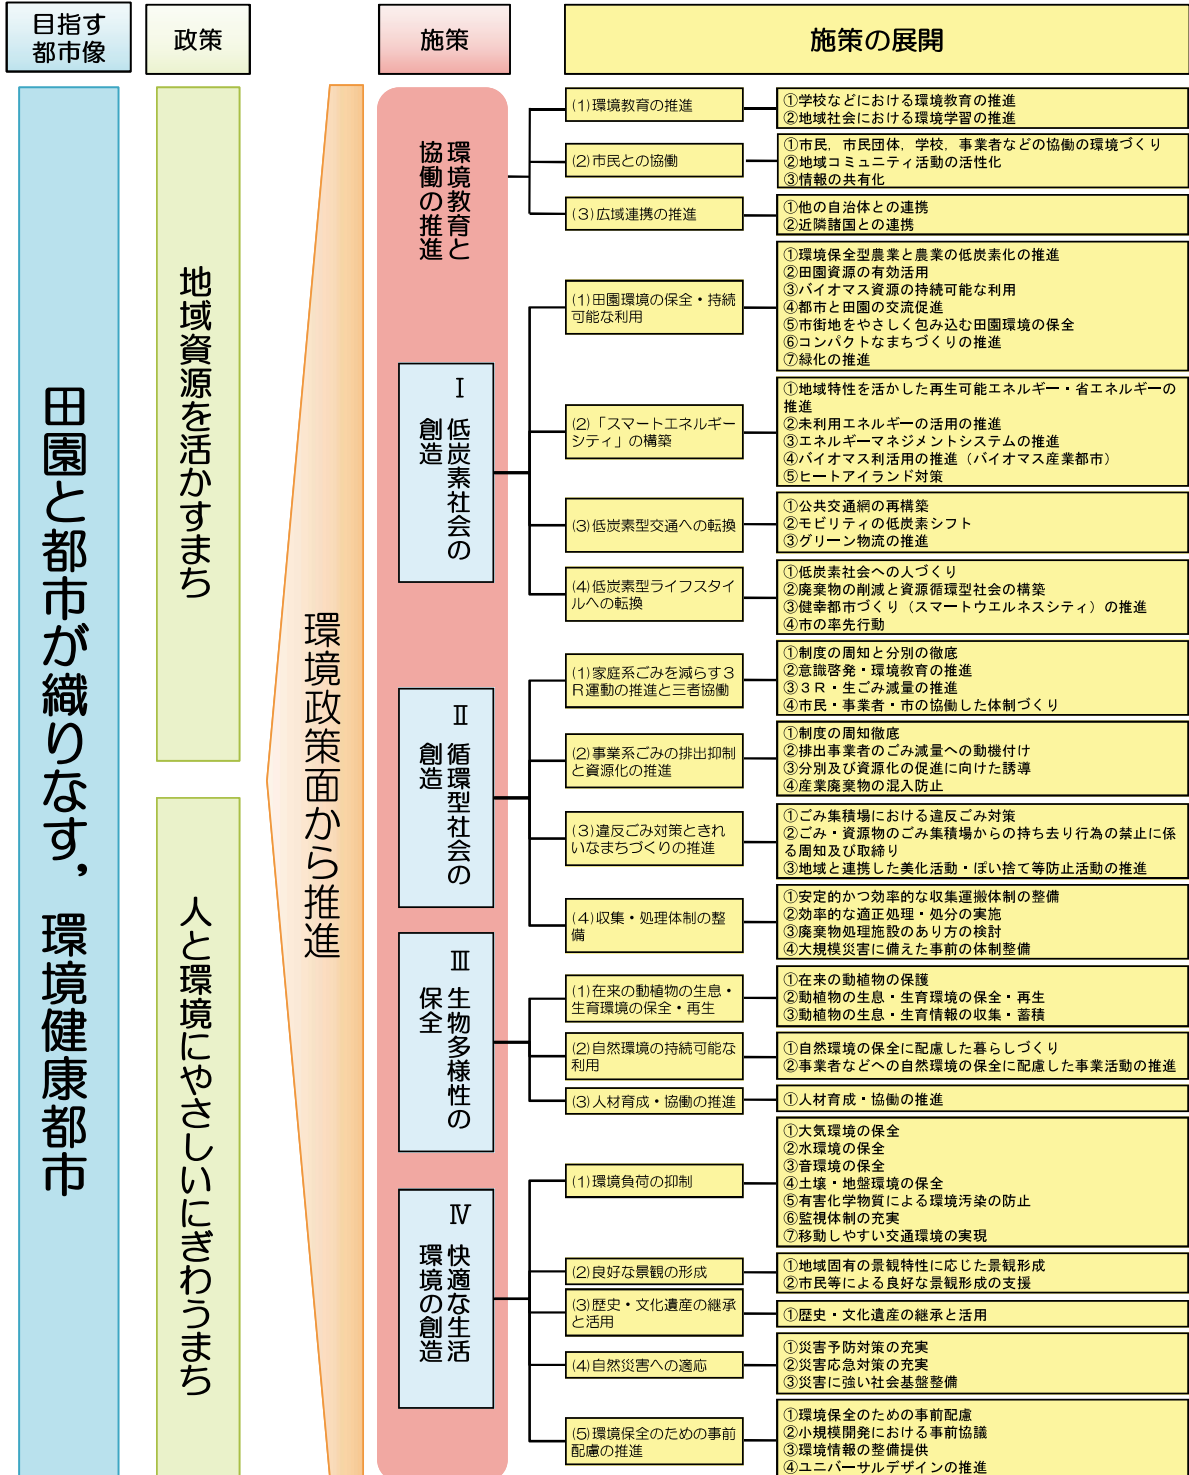 目指す
都市像
政策
施策
施策の展開
田園と都市が織りなす，環境健康都市
地域資源を活かすまち
人と環境にやさしいにぎわうまち
環境政策面から推進
環境教育と
協働の推進
(1)環境教育の推進
①学校などにおける環境教育の推進
②地域社会における環境学習の推進
(2)市民との協働
①市民，市民団体，学校，事業者などの協働の環境づくり
②地域コミュニティ活動の活性化
③情報の共有化
(3)広域連携の推進
①他の自治体との連携
②近隣諸国との連携
Ⅰ 低炭素社会の
創造
(1)田園環境の保全・持続
可能な利用
①環境保全型農業と農業の低炭素化の推進
②田園資源の有効活用
③バイオマス資源の持続可能な利用
④都市と田園の交流促進
⑤市街地をやさしく包み込む田園環境の保全
⑥コンパクトなまちづくりの推進
⑦緑化の推進
(2)「スマートエネルギー
シティ」の構築
①地域特性を活かした再生可能エネルギー・省エネルギーの
推進
②未利用エネルギーの活用の推進
③エネルギーマネジメントシステムの推進
④バイオマス利活用の推進（バイオマス産業都市）
⑤ヒートアイランド対策
(3)低炭素型交通への転換
①公共交通網の再構築
②モビリティの低炭素シフト
③グリーン物流の推進
(4)低炭素型ライフスタイ
ルへの転換
①低炭素社会への人づくり
②廃棄物の削減と資源循環型社会の構築
③健幸都市づくり（スマートウエルネスシティ）の推進
④市の率先行動
Ⅱ 循環型社会の
創造
(1)家庭系ごみを減らす３
Ｒ運動の推進と三者協働
①制度の周知と分別の徹底
②意識啓発・環境教育の推進
③３Ｒ・生ごみ減量の推進
④市民・事業者・市の協働した体制づくり
(2)事業系ごみの排出抑制
と資源化の推進
①制度の周知徹底
②排出事業者のごみ減量への動機付け
③分別及び資源化の促進に向けた誘導
④産業廃棄物の混入防止
(3)違反ごみ対策ときれ
いなまちづくりの推進
①ごみ集積場における違反ごみ対策
②ごみ・資源物のごみ集積場からの持ち去り行為の禁止に係
る周知及び取締り
③地域と連携した美化活動・ぽい捨て等防止活動の推進
(4)収集・処理体制の整
備
①安定的かつ効率的な収集運搬体制の整備
②効率的な適正処理・処分の実施
③廃棄物処理施設のあり方の検討
④大規模災害に備えた事前の体制整備
Ⅲ 生物多様性の
保全
(1)在来の動植物の生息・
生育環境の保全・再生
①在来の動植物の保護
②動植物の生息・生育環境の保全・再生
③動植物の生息・生育情報の収集・蓄積
(2)自然環境の持続可能な
利用
①自然環境の保全に配慮した暮らしづくり
②事業者などへの自然環境の保全に配慮した事業活動の推進
(3)人材育成・協働の推進
①人材育成・協働の推進
Ⅳ 快適な生活
環境の創造
(1)環境負荷の抑制
①大気環境の保全
②水環境の保全
③音環境の保全
④土壌・地盤環境の保全
⑤有害化学物質による環境汚染の防止
⑥監視体制の充実
⑦移動しやすい交通環境の実現
(2)良好な景観の形成
①地域固有の景観特性に応じた景観形成
②市民等による良好な景観形成の支援
(3)歴史・文化遺産の継承
と活用
①歴史・文化遺産の継承と活用
(4)自然災害への適応
①災害予防対策の充実
②災害応急対策の充実
③災害に強い社会基盤整備
(5)環境保全のための事前
配慮の推進
①環境保全のための事前配慮
②小規模開発における事前協議
③環境情報の整備提供
④ユニバーサルデザインの推進